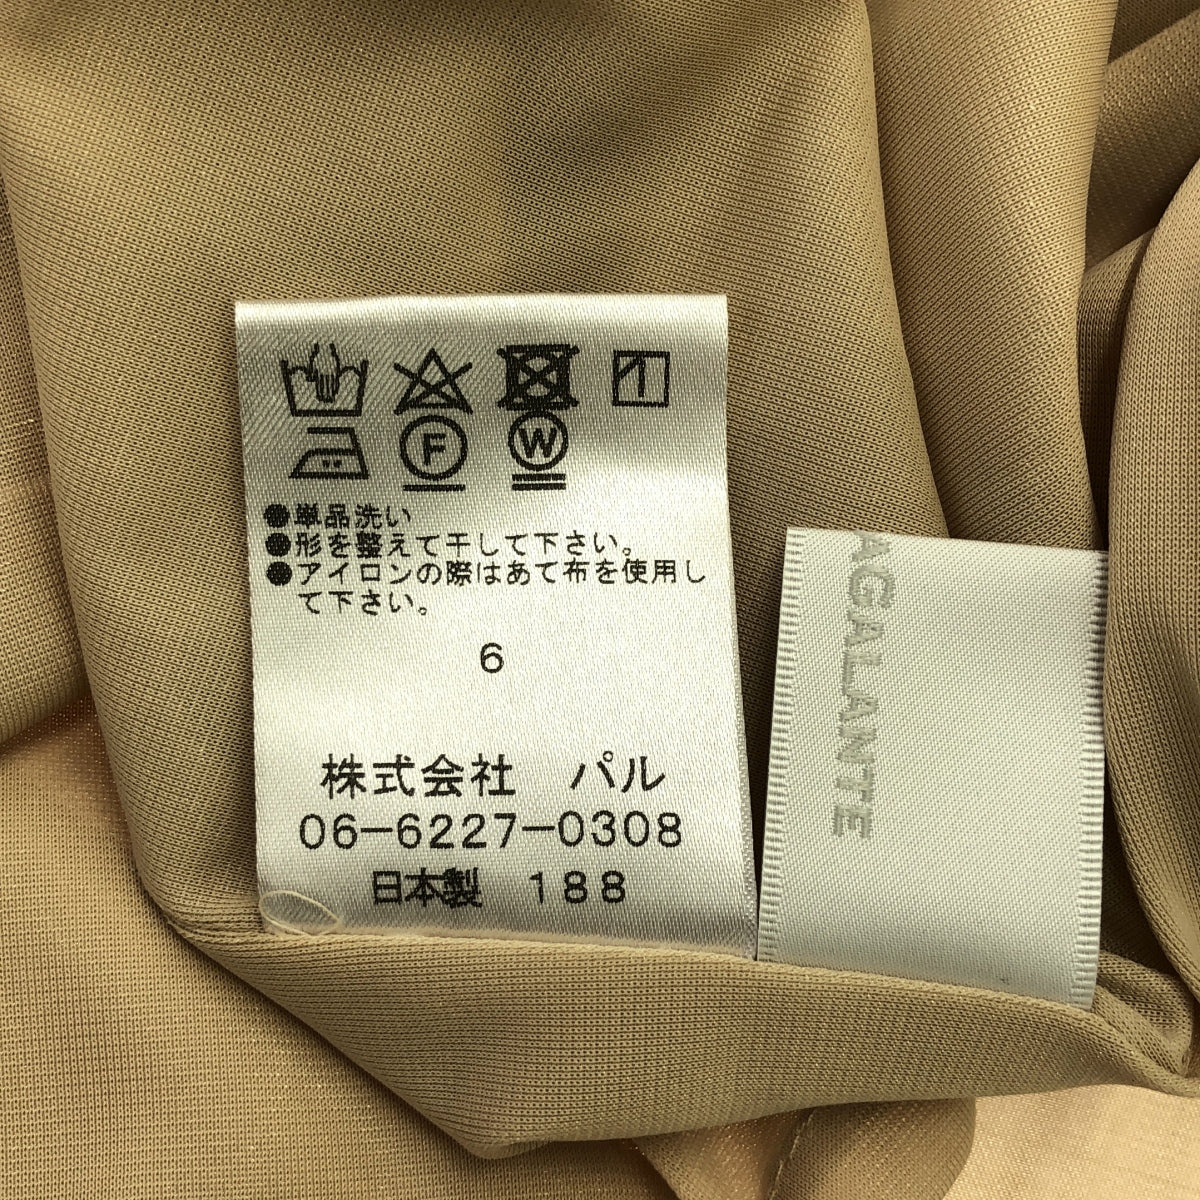 F W
●単品洗い
●形を整えて干して下さい。
●アイロンの際はあて布を使用し
て下さい。
6
株式会社 パル
06-6227-0308
日本製 188
AGALANTE